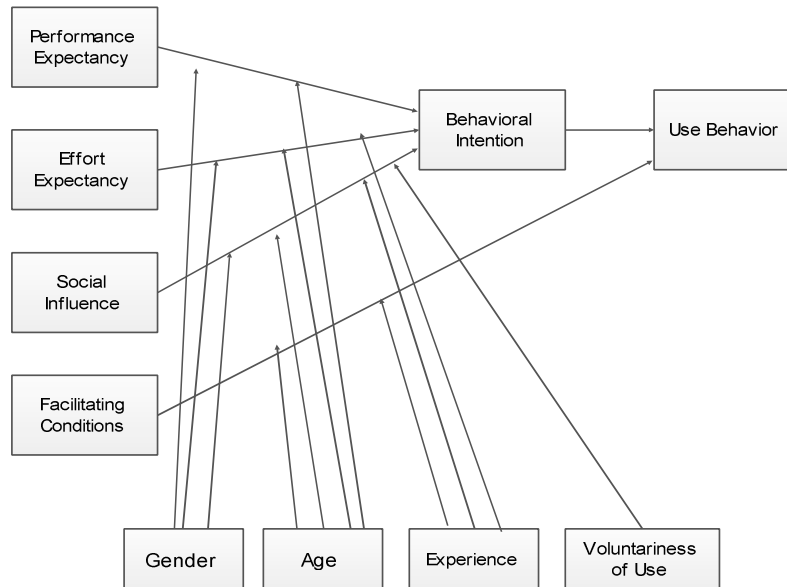 Performance
Expectancy
Effort
Expectancy
Social
Influence
Facilitating
Conditions
Behavioral
Intention
Use Behavior
Gender
Age
Experience
Voluntariness
of Use